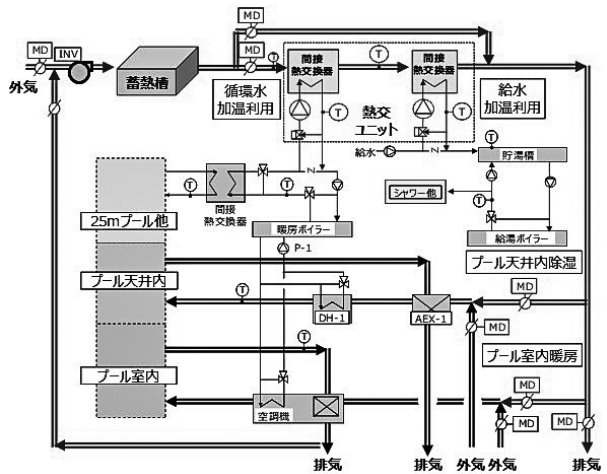 MD
INV
外気
蓄熱槽
MD
MD
T
循環水
加温利用
間接
熱交換器
T
T
熱交
ユニット
間接
熱交換器
T
給水
加温利用
給水
N
T
貯湯槽
シャワー他
T
給湯ボイラー
N
T
T
間接
熱交換器
25mプール他
暖房ボイラー
P-1
プール天井内
プール天井内除湿
T
DH-1
AEX-1
MD
MD
T
プール室内
プール室内暖房
空調機
MD
MD
MD
排気
排気
外気
外気
排気